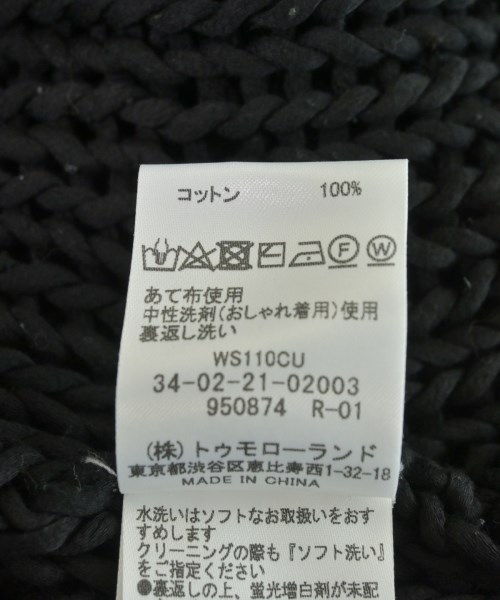 コットン 100%
F W
あて布使用
中性洗剤(おしゃれ着用)使用
裏返し洗い
WS110CU
34-02-21-02003
950874 R-01
(株)トゥモローランド
東京都渋谷区恵比寿西1-32-18
MADE IN CHINA
水洗いはソフトなお取扱いをおす
すめします
クリーニングの際も『ソフト洗い』
をご指定ください
●裏返しの上、蛍光増白剤が未配